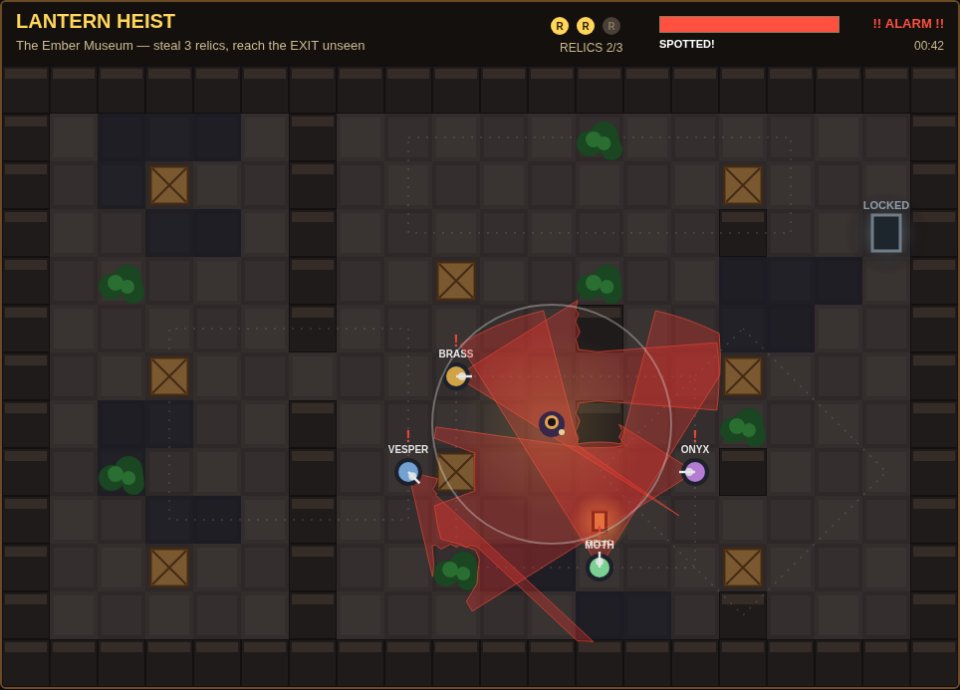 LANTERN HEIST
The Ember Museum — steal 3 relics, reach the EXIT unseen
R R R
RELICS 2/3
SPOTTED!
!! ALARM !!
00:42
LOCKED
!
BRASS
!
VESPER
!
ONYX
MOTH